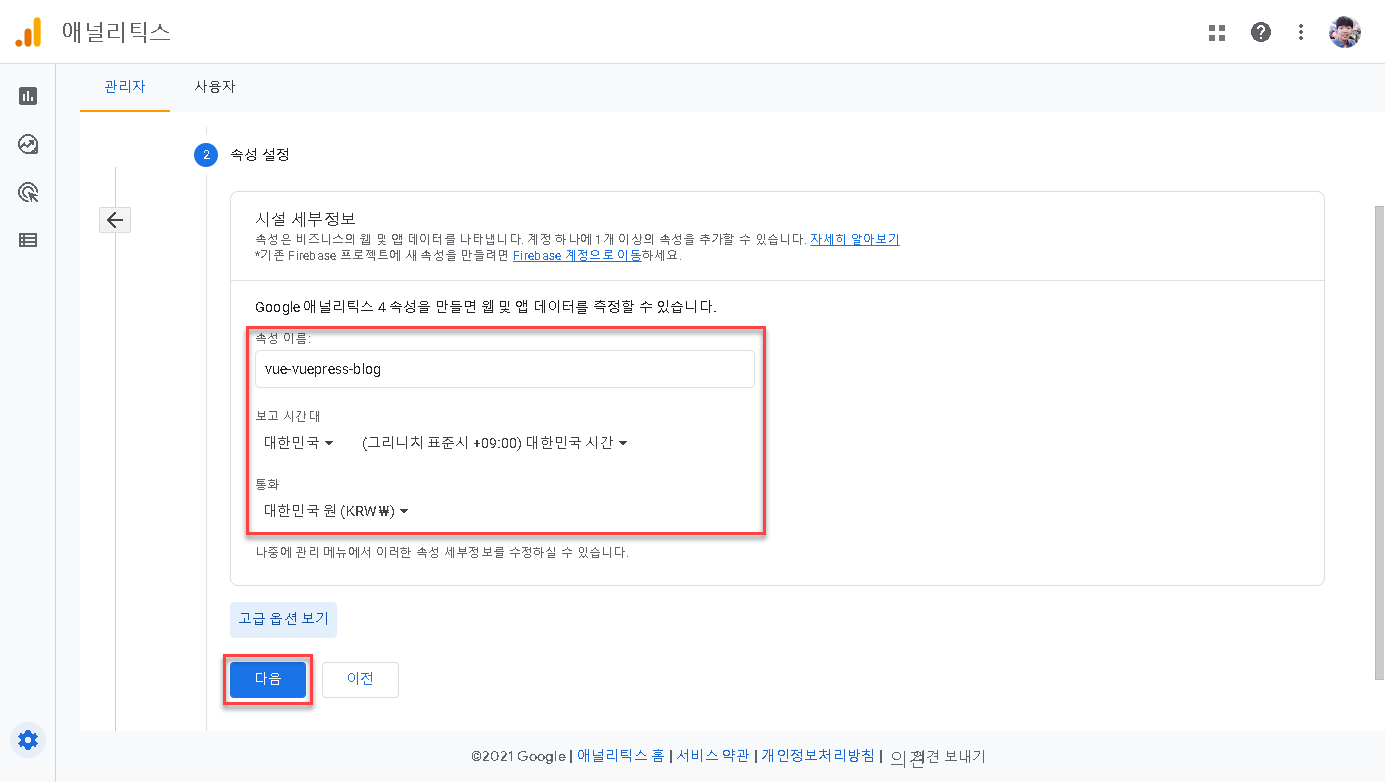 애널리틱스
관리자 사용자
2 속성 설정
시설 세부정보
속성은 비즈니스의 웹 및 앱 데이터를 나타냅니다. 계정 하나에 1개 이상의 속성을 추가할 수 있습니다. 자세히 알아보기
*기존 Firebase 프로젝트에 새 속성을 만들려면 Firebase 계정으로 이동하세요.
Google 애널리틱스 4 속성을 만들면 웹 및 앱 데이터를 측정할 수 있습니다.
속성 이름:
vue-vuepress-blog
보고 시간대
대한민국 (그리니치 표준시 +09:00) 대한민국 시간
통화
대한민국 원 (KRW₩)
나중에 관리 메뉴에서 이러한 속성 세부정보를 수정하실 수 있습니다.
고급 옵션 보기
다음 이전
©2021 Google | 애널리틱스 홈 | 서비스 약관 | 개인정보처리방침 | 의견 보내기